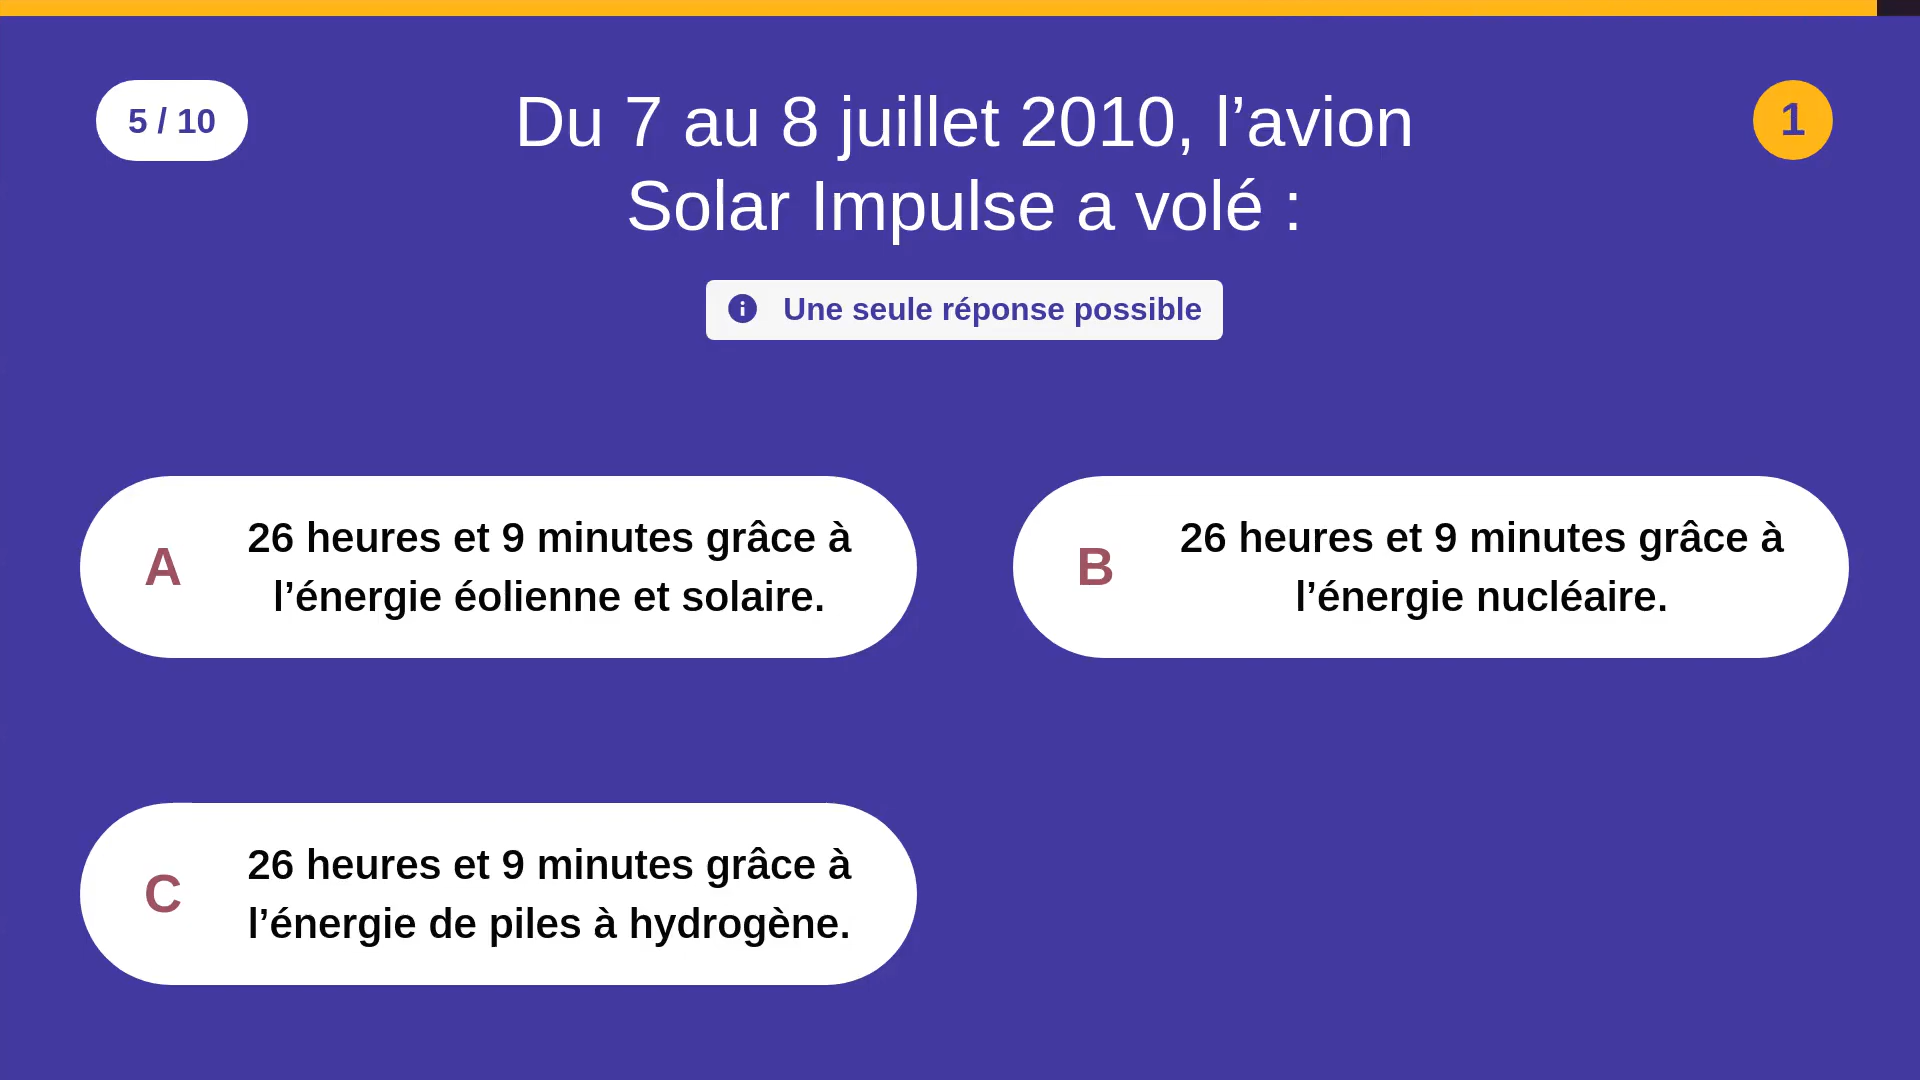 5 / 10
Du 7 au 8 juillet 2010, l’avion
Solar Impulse a volé :
1
Une seule réponse possible
A
26 heures et 9 minutes grâce à
l’énergie éolienne et solaire.
B
26 heures et 9 minutes grâce à
l’énergie nucléaire.
C
26 heures et 9 minutes grâce à
l’énergie de piles à hydrogène.